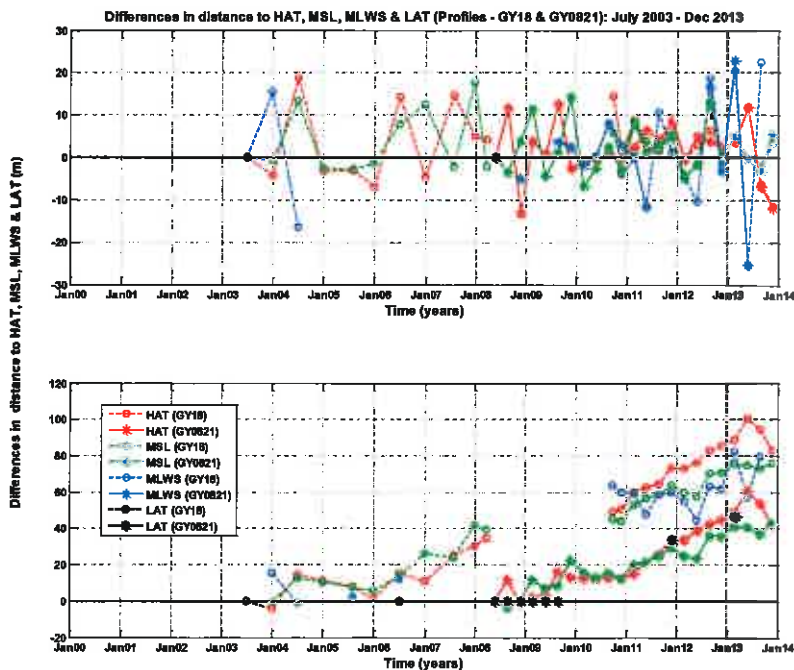 Differences in distance to HAT, MSL, MLWS & LAT (Profiles - GY18 & GY0821): July 2003 - Dec 2013
Differences in distance to HAT, MSL, MLWS & LAT (m)
30
20
10
0
-10
-20
-30
Jan00 Jan01 Jan02 Jan03 Jan04 Jan05 Jan06 Jan07 Jan08 Jan09 Jan10 Jan11 Jan12 Jan13 Jan14
Time (years)
120
100
80
60
40
20
0
-20
HAT (GY18)
HAT (GY0821)
MSL (GY18)
MSL (GY0821)
MLWS (GY18)
MLWS (GY0821)
LAT (GY18)
LAT (GY0821)
Jan00 Jan01 Jan02 Jan03 Jan04 Jan05 Jan06 Jan07 Jan08 Jan09 Jan10 Jan11 Jan12 Jan13 Jan14
Time (years)